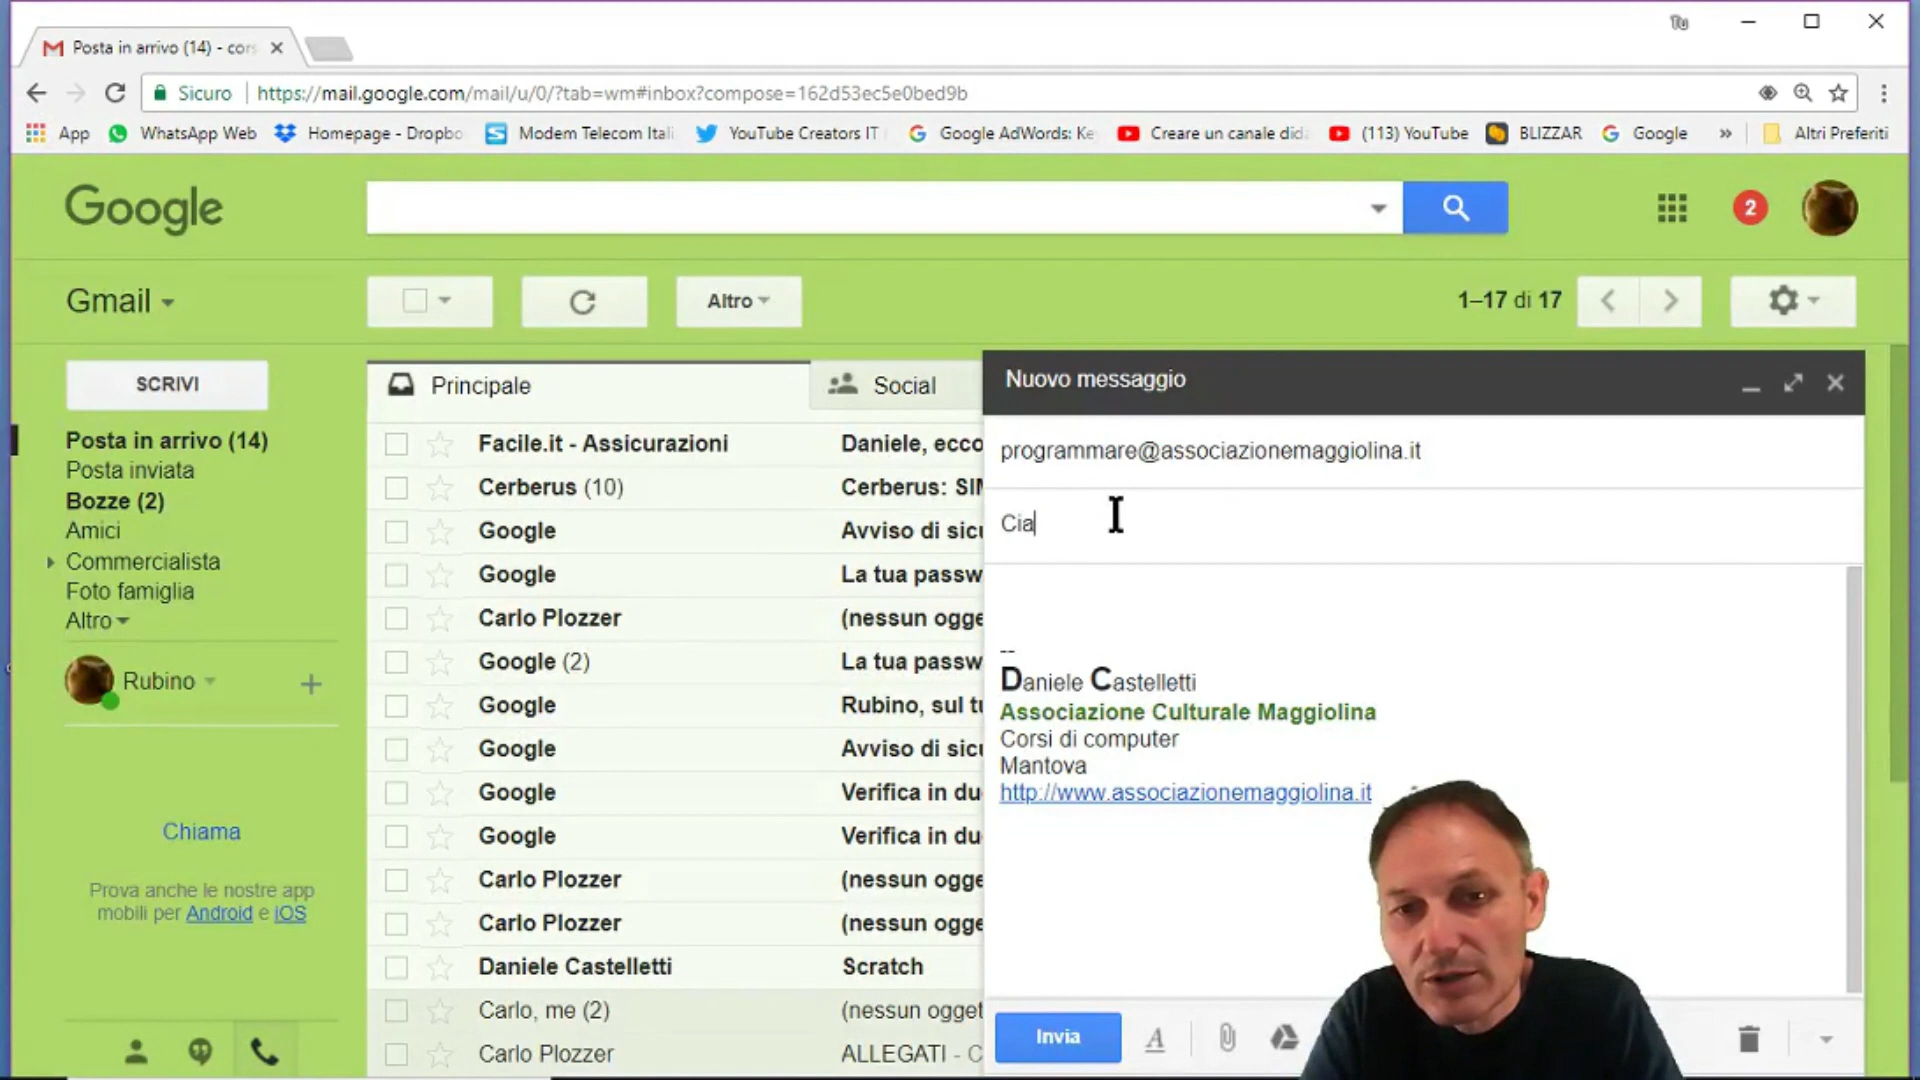 Posta in arrivo (14) - cors
Tu
Sicuro https://mail.google.com/mail/u/0/?tab=wm#inbox?compose=162d53ec5e0bed9b
App WhatsApp Web Homepage - Dropbo Modem Telecom Itali YouTube Creators IT Google AdWords: Ke Creare un canale dida (113) YouTube BLIZZAR Google » Altri Preferiti
Google
2
Gmail
Altro
1–17 di 17
SCRIVI
Posta in arrivo (14)
Posta inviata
Bozze (2)
Amici
Commercialista
Foto famiglia
Altro
Rubino
+
Chiama
Prova anche le nostre app
mobili per Android e iOS
Principale
Social
Facile.it - Assicurazioni Daniele, ecco
Cerberus (10) Cerberus: SIM
Google Avviso di sicu
Google La tua passw
Carlo Plozzer (nessun ogge
Google (2) La tua passw
Google Rubino, sul tu
Google Avviso di sicu
Google Verifica in du
Google Verifica in du
Carlo Plozzer (nessun ogge
Carlo Plozzer (nessun ogge
Daniele Castelletti Scratch
Carlo, me (2) (nessun ogget
Carlo Plozzer ALLEGATI - C
Nuovo messaggio
programmare@associazionemaggiolina.it
Cia
--
Daniele Castelletti
Associazione Culturale Maggiolina
Corsi di computer
Mantova
http://www.associazionemaggiolina.it
Invia
A